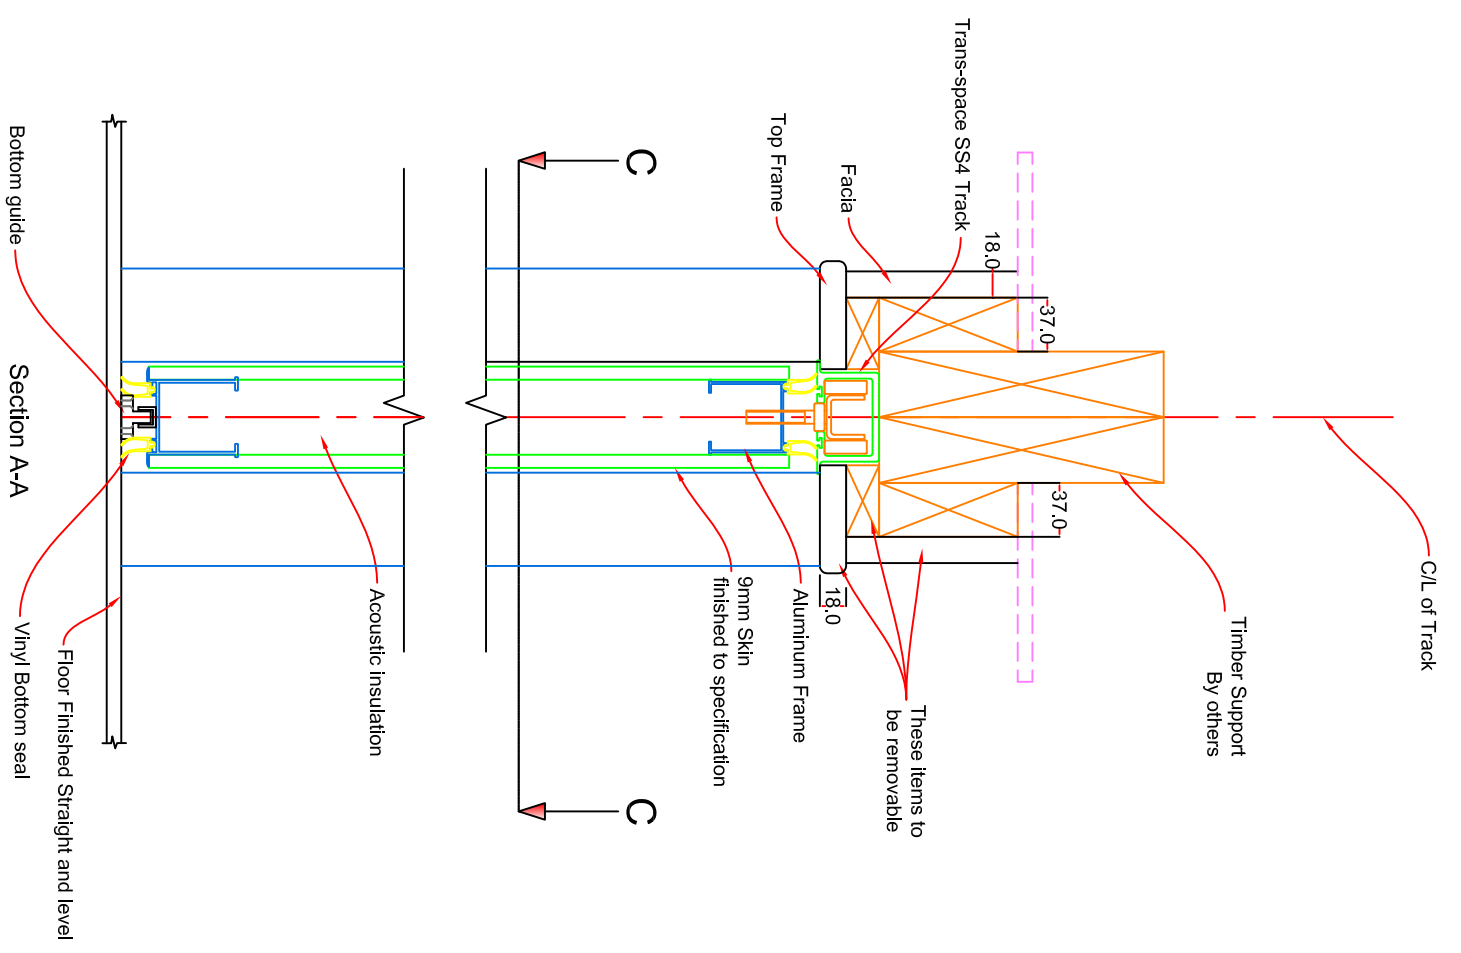 C/L of Track
Timber Support
By others
37.0
37.0
18.0
Trans-space SS4 Track
Facia
Top Frame
These items to
be removable
18.0
Aluminum Frame
9mm Skin
finished to specification
C
C
Acoustic insulation
Bottom guide
Floor Finished Straight and level
Vinyl Bottom seal
Section A-A